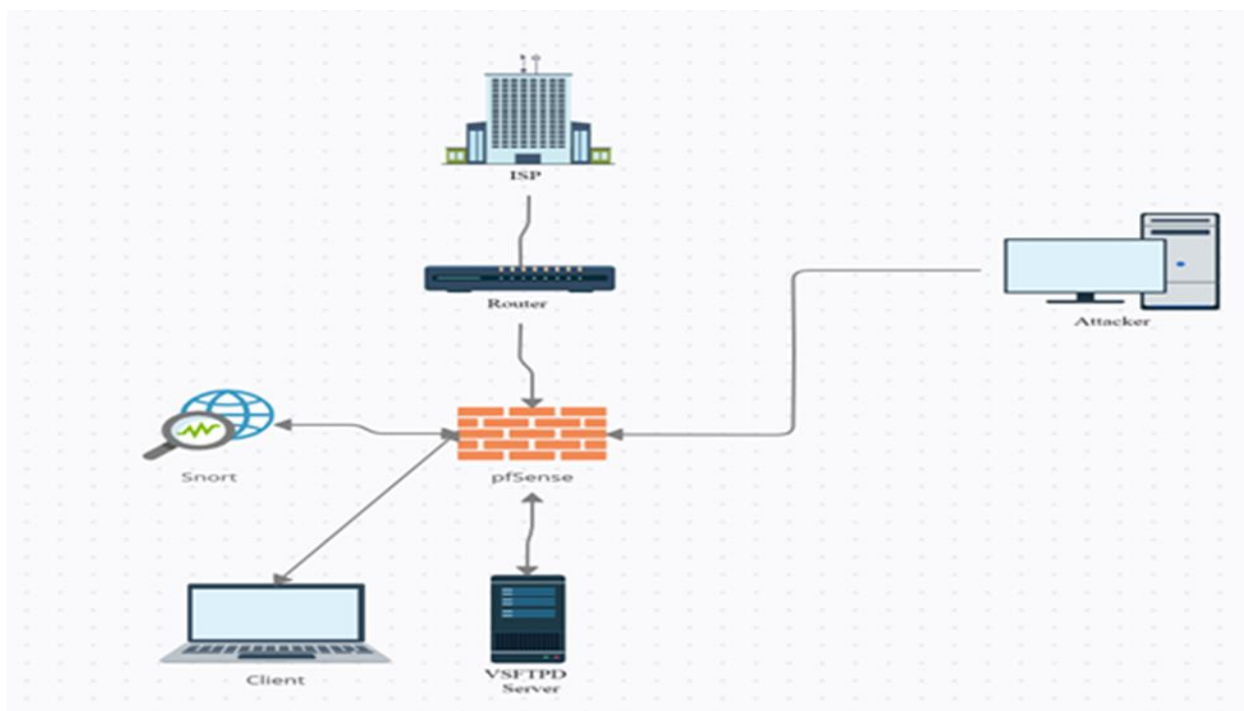 ISP
Router
Attacker
Snort
pfSense
Client
VSFTPD
Server